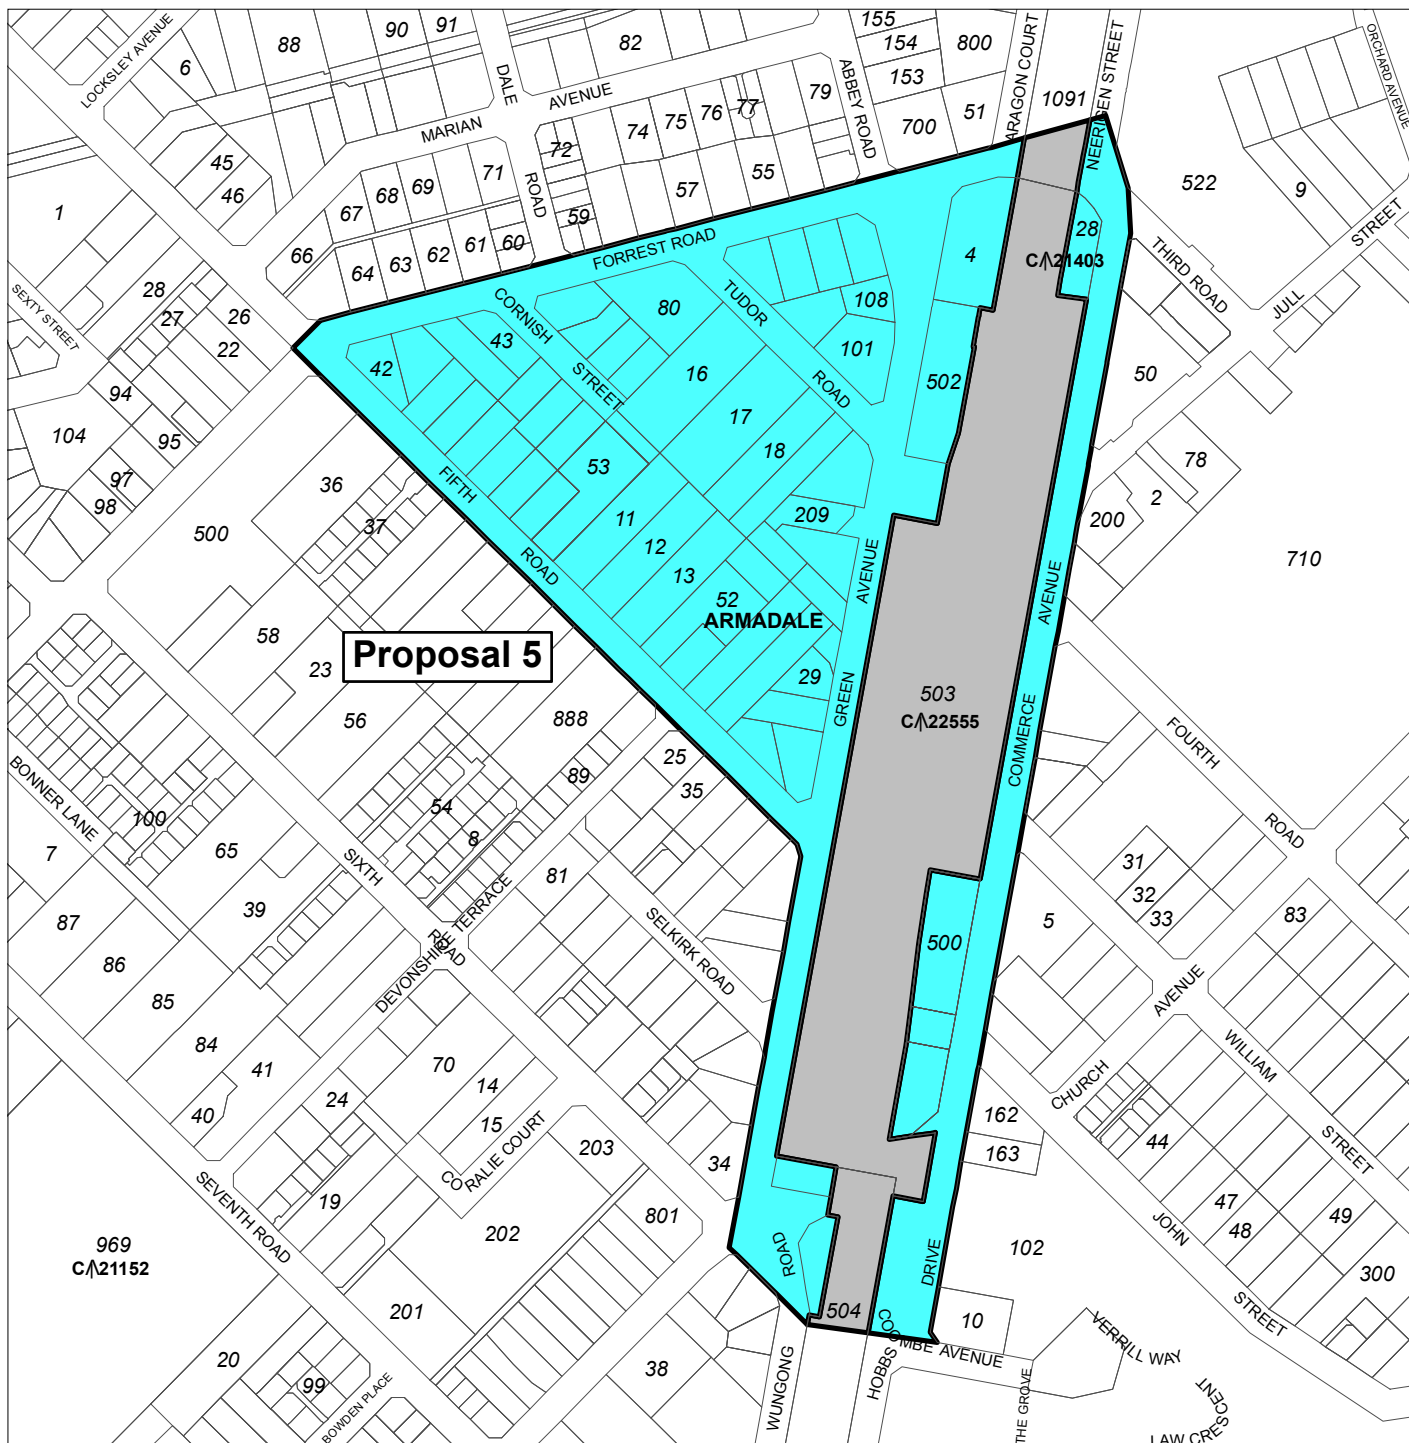 LOCKSLEY AVENUE
6
88
90
91
82
155
154
153
800
ARAGON COURT
NEERIGEN STREET
ORCHARD AVENUE
DALE
AVENUE
MARIAN
ABBEY ROAD
79
77
76
75
74
72
700
51
1091
522
9
45
46
1
66
67
68
69
71
ROAD
59
57
55
64
63
62
61
60
FORREST ROAD
STREET
JULL
THIRD ROAD
SEXTY STREET
28
27
26
22
94
95
104
97
98
42
43
CORNISH
STREET
80
TUDOR
ROAD
108
101
4
28
C/\21403
502
50
16
17
18
53
11
12
13
52
209
ARMADALE
29
FIFTH
ROAD
36
37
500
58
23
56
Proposal 5
AVENUE
GREEN
503
C/\22555
AVENUE
COMMERCE
78
2
200
710
FOURTH
ROAD
BONNER LANE
100
7
65
39
87
86
85
84
41
40
54
8
89
888
25
35
81
SIXTH
ROAD
DEVONSHIRE TERRACE
RD
SELKIRK ROAD
500
31
32
33
5
83
CHURCH
AVENUE
WILLIAM
STREET
162
163
44
47
48
49
300
JOHN
STREET
102
10
70
14
15
24
19
CO
RALIE COURT
203
202
201
801
34
38
SEVENTH ROAD
969
C/\21152
20
99
BOWDEN PLACE
ROAD
WUNGONG
504
DRIVE
HOBBS
COOMBE AVENUE
THE GROVE
VERRILL WAY
LAW CRESCENT